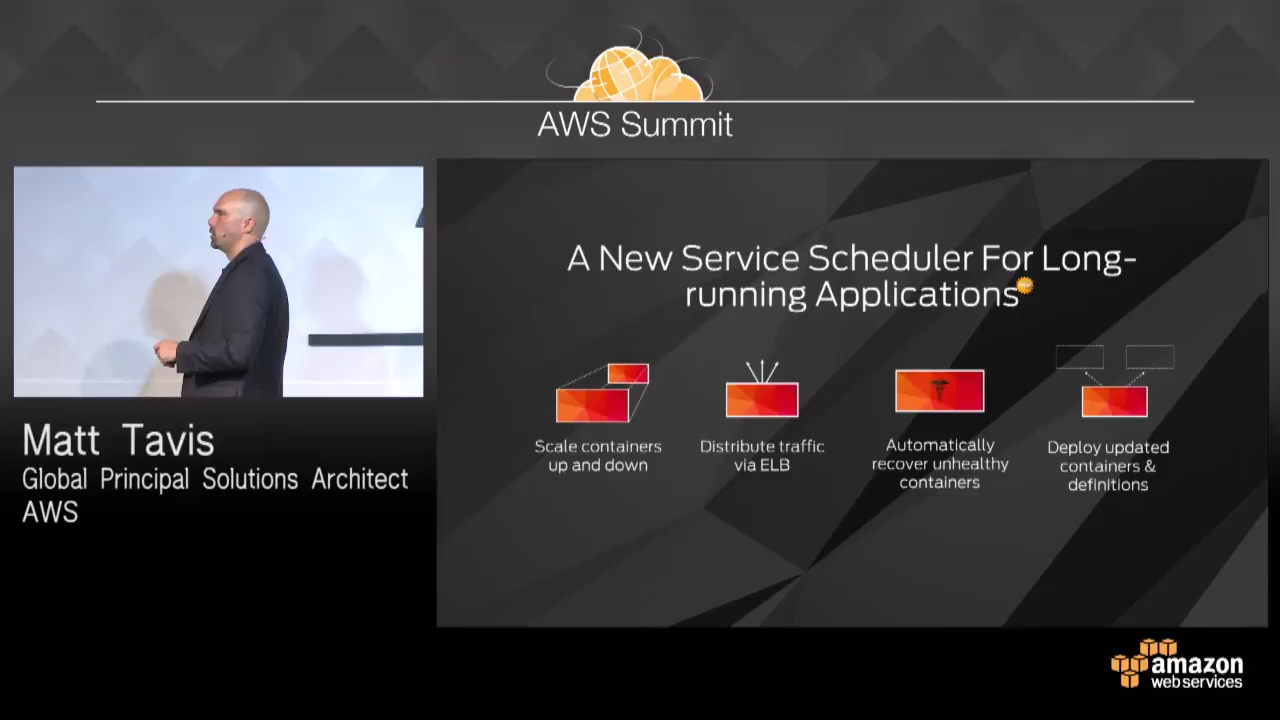 AWS Summit
Matt Tavis
Global Principal Solutions Architect
AWS
A New Service Scheduler For Long-
running Applications
Scale containers
up and down
Distribute traffic
via ELB
Automatically
recover unhealthy
containers
Deploy updated
containers &
definitions
amazon
web services